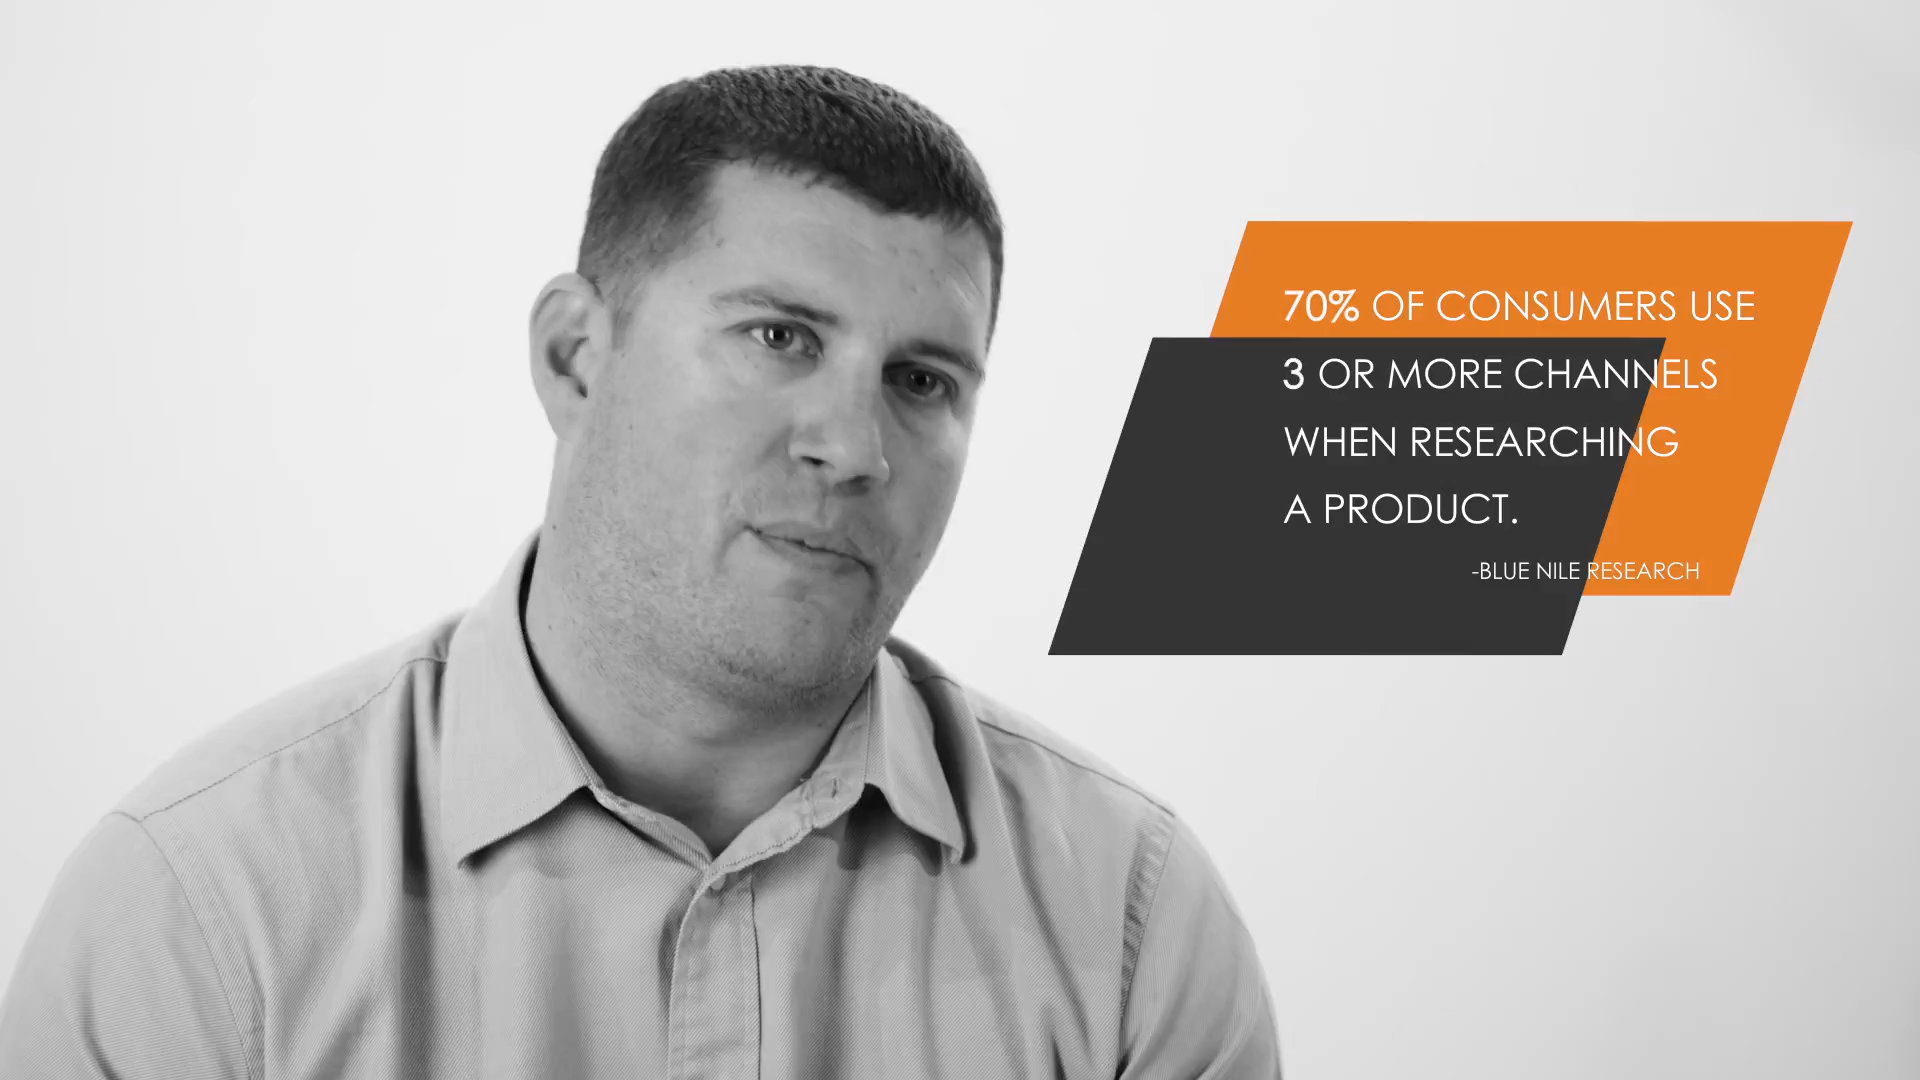 70% OF CONSUMERS USE
3 OR MORE CHANNELS
WHEN RESEARCHING
A PRODUCT.
-BLUE NILE RESEARCH